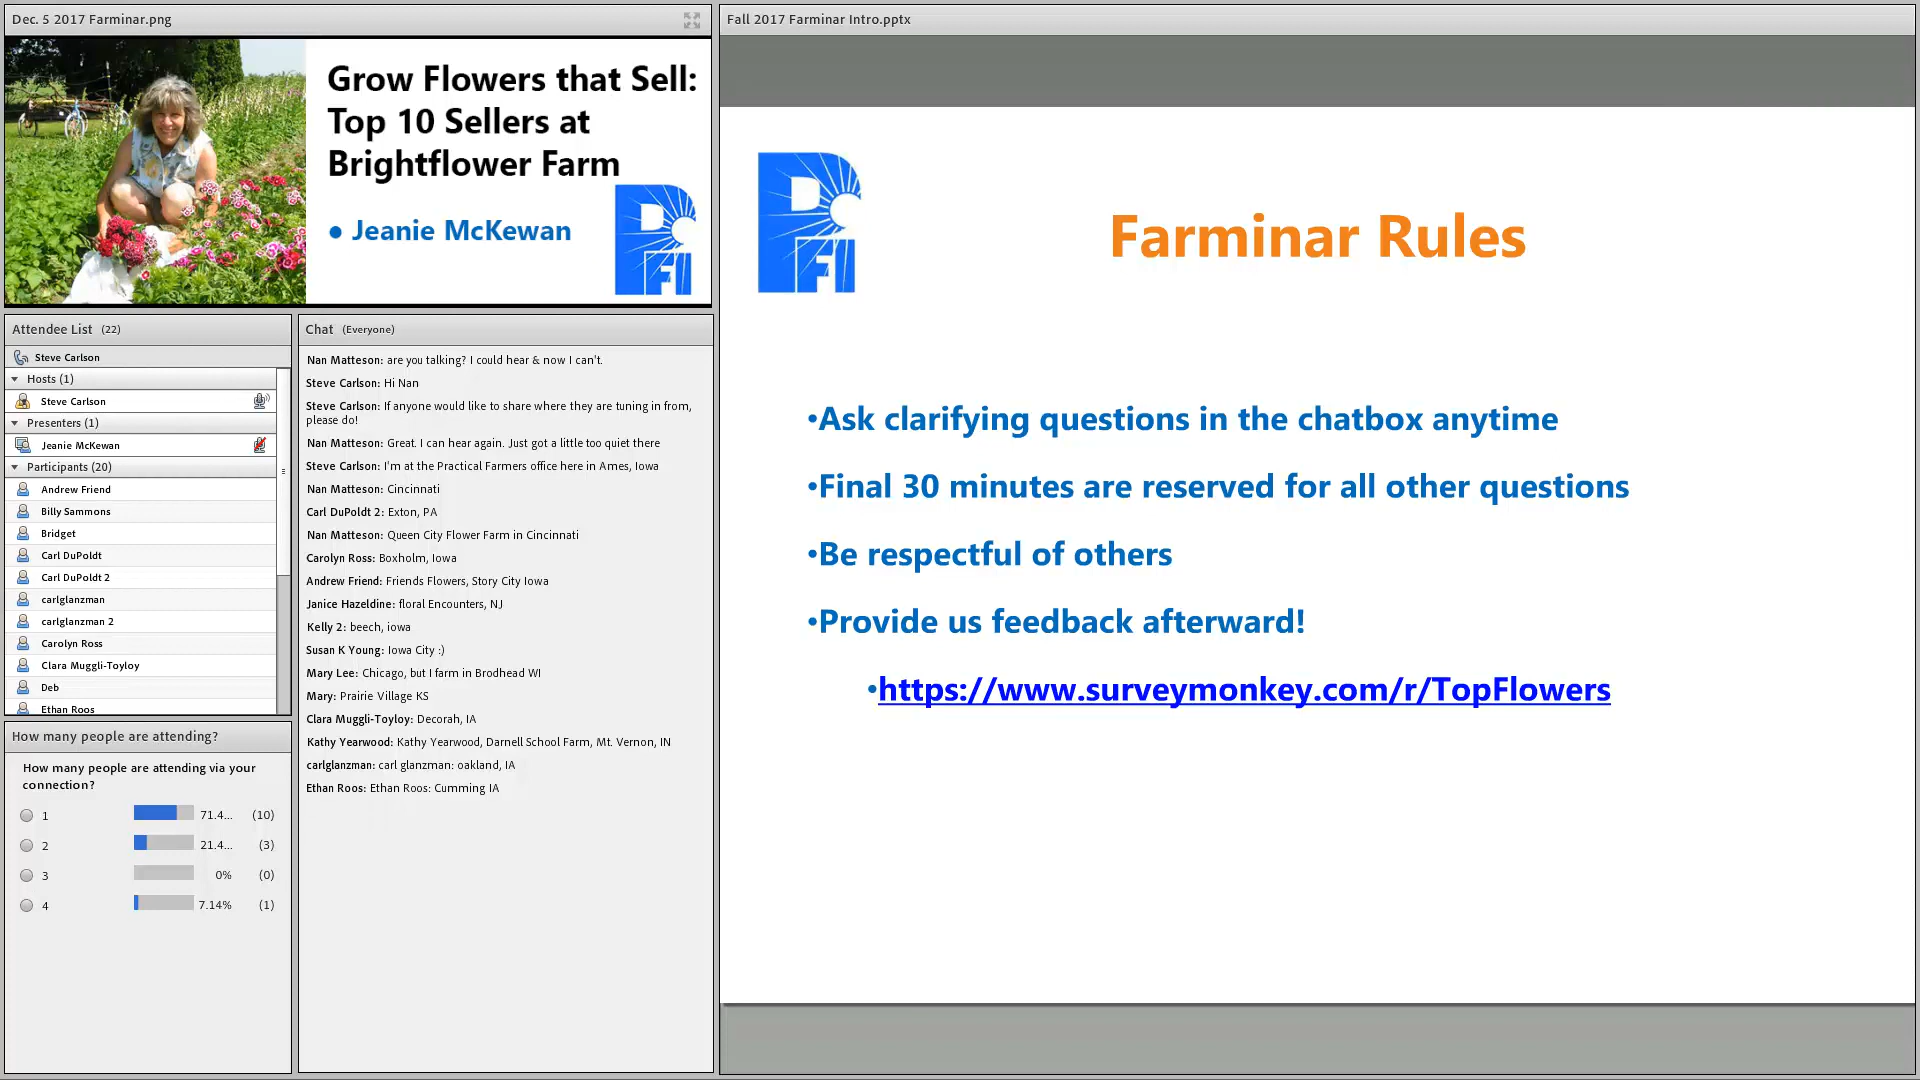 Dec. 5 2017 Farminar.png
Grow Flowers that Sell:
Top 10 Sellers at
Brightflower Farm
• Jeanie McKewan
PFI
Attendee List (22)
Steve Carlson
Hosts (1)
Steve Carlson
Presenters (1)
Jeanie McKewan
Participants (20)
Andrew Friend
Billy Sammons
Bridget
Carl DuPoldt
Carl DuPoldt 2
carlglanzman
carlglanzman 2
Carolyn Ross
Clara Muggli-Toyloy
Deb
Ethan Roos
How many people are attending?
How many people are attending via your
connection?
1 71.4... (10)
2 21.4... (3)
3 0% (0)
4 7.14% (1)
Chat (Everyone)
Nan Matteson: are you talking? I could hear & now I can't.
Steve Carlson: Hi Nan
Steve Carlson: If anyone would like to share where they are tuning in from,
please do!
Nan Matteson: Great. I can hear again. Just got a little too quiet there
Steve Carlson: I'm at the Practical Farmers office here in Ames, Iowa
Nan Matteson: Cincinnati
Carl DuPoldt 2: Exton, PA
Nan Matteson: Queen City Flower Farm in Cincinnati
Carolyn Ross: Boxholm, Iowa
Andrew Friend: Friends Flowers, Story City Iowa
Janice Hazeldine: floral Encounters, NJ
Kelly 2: beech, iowa
Susan K Young: Iowa City :)
Mary Lee: Chicago, but I farm in Brodhead WI
Mary: Prairie Village KS
Clara Muggli-Toyloy: Decorah, IA
Kathy Yearwood: Kathy Yearwood, Darnell School Farm, Mt. Vernon, IN
carlglanzman: carl glanzman: oakland, IA
Ethan Roos: Ethan Roos: Cumming IA
Fall 2017 Farminar Intro.pptx
PFI
Farminar Rules
•Ask clarifying questions in the chatbox anytime
•Final 30 minutes are reserved for all other questions
•Be respectful of others
•Provide us feedback afterward!
•https://www.surveymonkey.com/r/TopFlowers